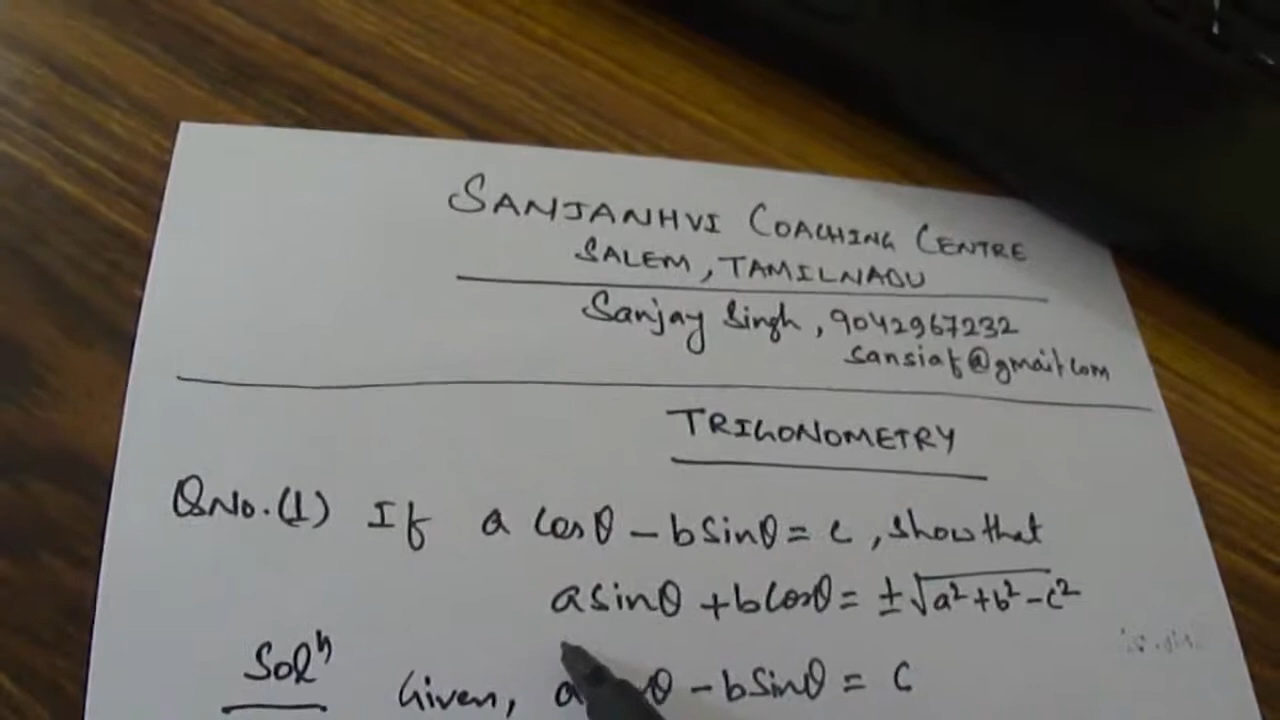 SANJANHVI COACHING CENTRE
SALEM, TAMILNADU
Sanjay Singh, 9042967232
sansiaf@gmail.com
TRIGONOMETRY
QNo.(1) If a cosθ - b sinθ = c, show that
a sinθ + b cosθ = ±√a²+b²-c²
Solⁿ Given, a θ - b sinθ = c